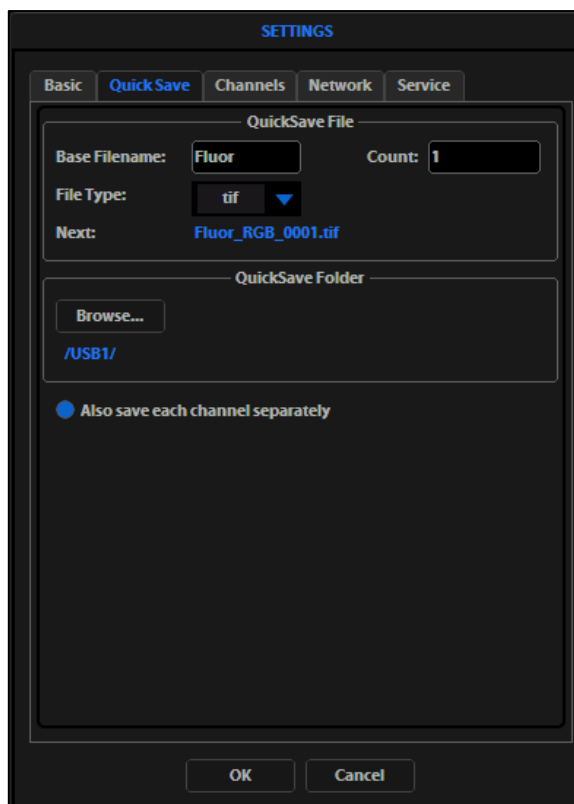 SETTINGS
Basic Quick Save Channels Network Service
QuickSave File
Base Filename: Fluor Count: 1
File Type: tif
Next: Fluor_RGB_0001.tif
QuickSave Folder
Browse...
/USB1/
Also save each channel separately
OK Cancel